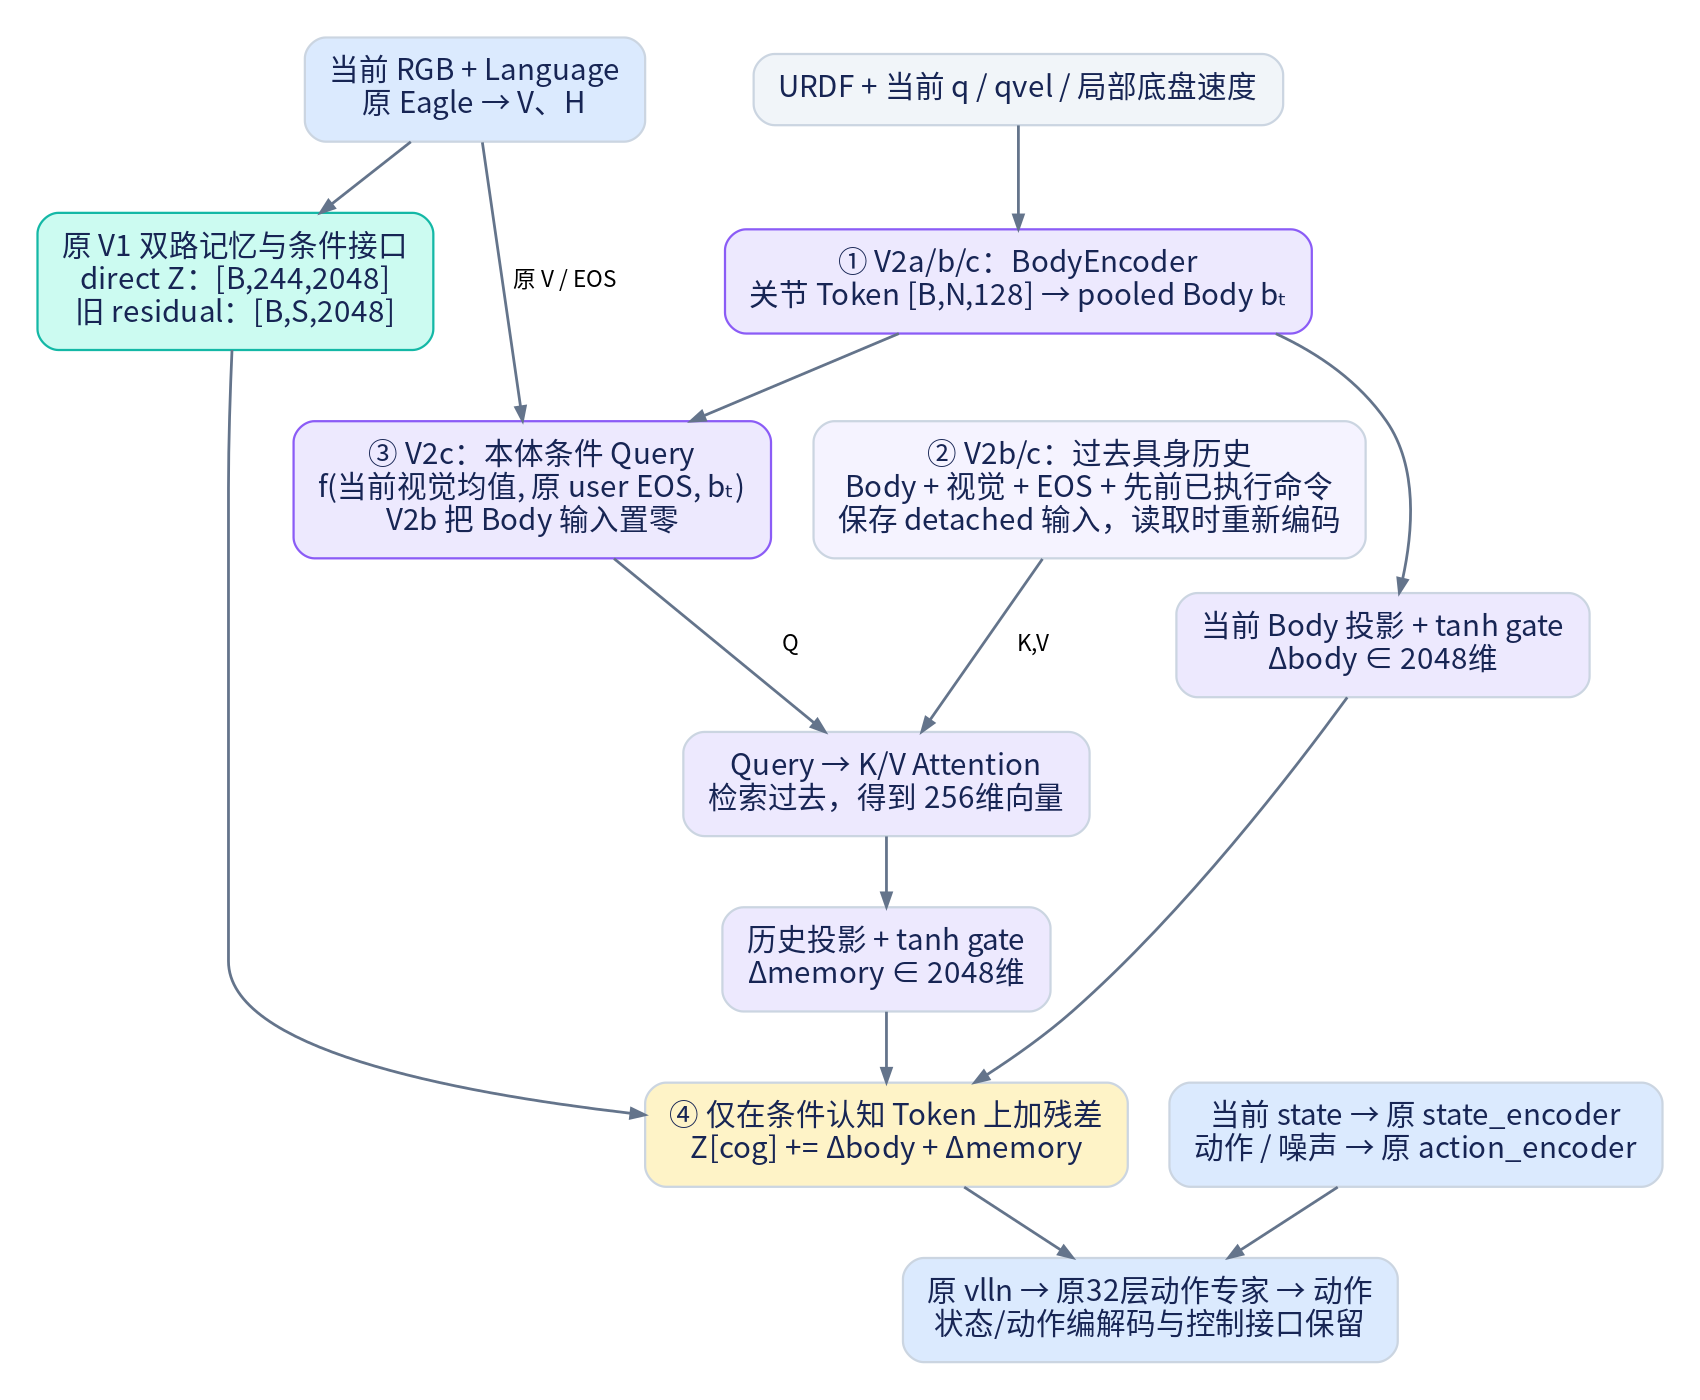 当前 RGB + Language
原 Eagle → V、H
URDF + 当前 q / qvel / 局部底盘速度
原 V1 双路记忆与条件接口
direct Z：[B,244,2048]
旧 residual：[B,S,2048]
原 V / EOS
① V2a/b/c：BodyEncoder
关节 Token [B,N,128] → pooled Body bₜ
③ V2c：本体条件 Query
f(当前视觉均值, 原 user EOS, bₜ)
V2b 把 Body 输入置零
② V2b/c：过去具身历史
Body + 视觉 + EOS + 先前已执行命令
保存 detached 输入，读取时重新编码
当前 Body 投影 + tanh gate
Δbody ∈ 2048维
Q
K,V
Query → K/V Attention
检索过去，得到 256维向量
历史投影 + tanh gate
Δmemory ∈ 2048维
④ 仅在条件认知 Token 上加残差
Z[cog] += Δbody + Δmemory
当前 state → 原 state_encoder
动作 / 噪声 → 原 action_encoder
原 vlln → 原32层动作专家 → 动作
状态/动作编解码与控制接口保留